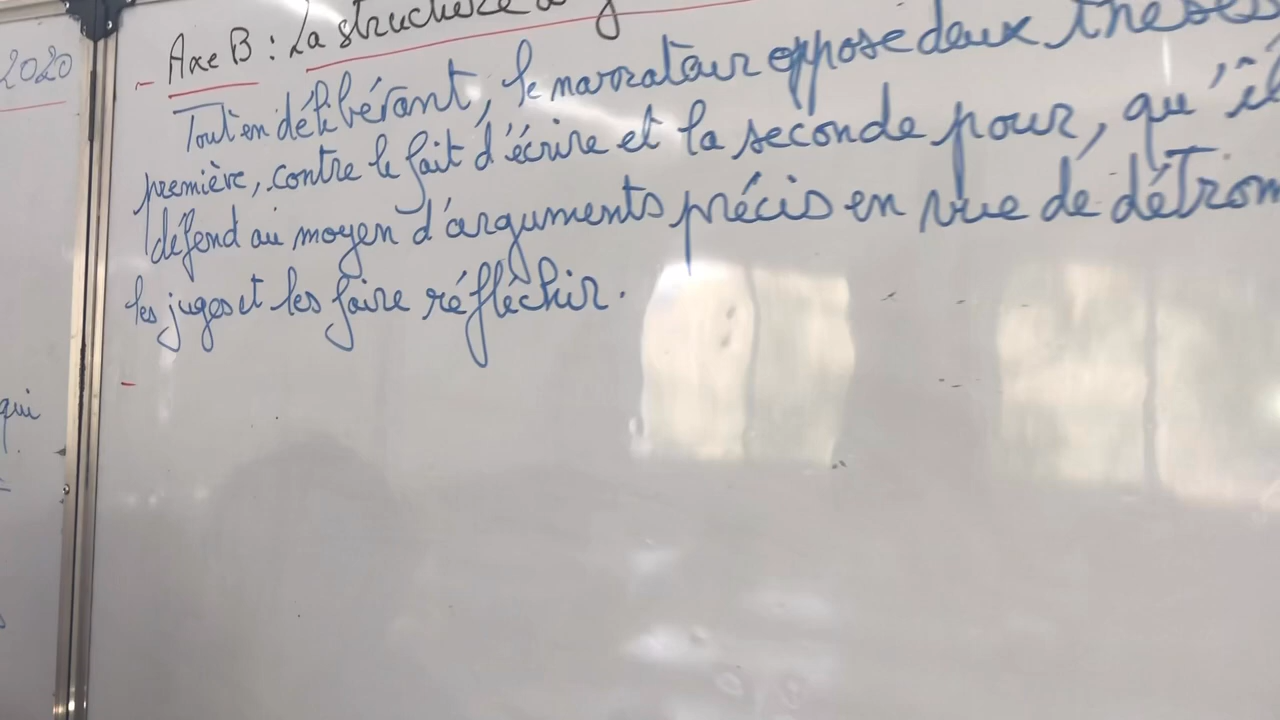 2020
- Axe B : La structure
Tout en délibérant, le narrateur oppose deux thèses
première, contre le fait d'écrire et la seconde pour, qu'il
défend au moyen d'arguments précis en vue de détrom
les juges et les faire réfléchir.
-
qui